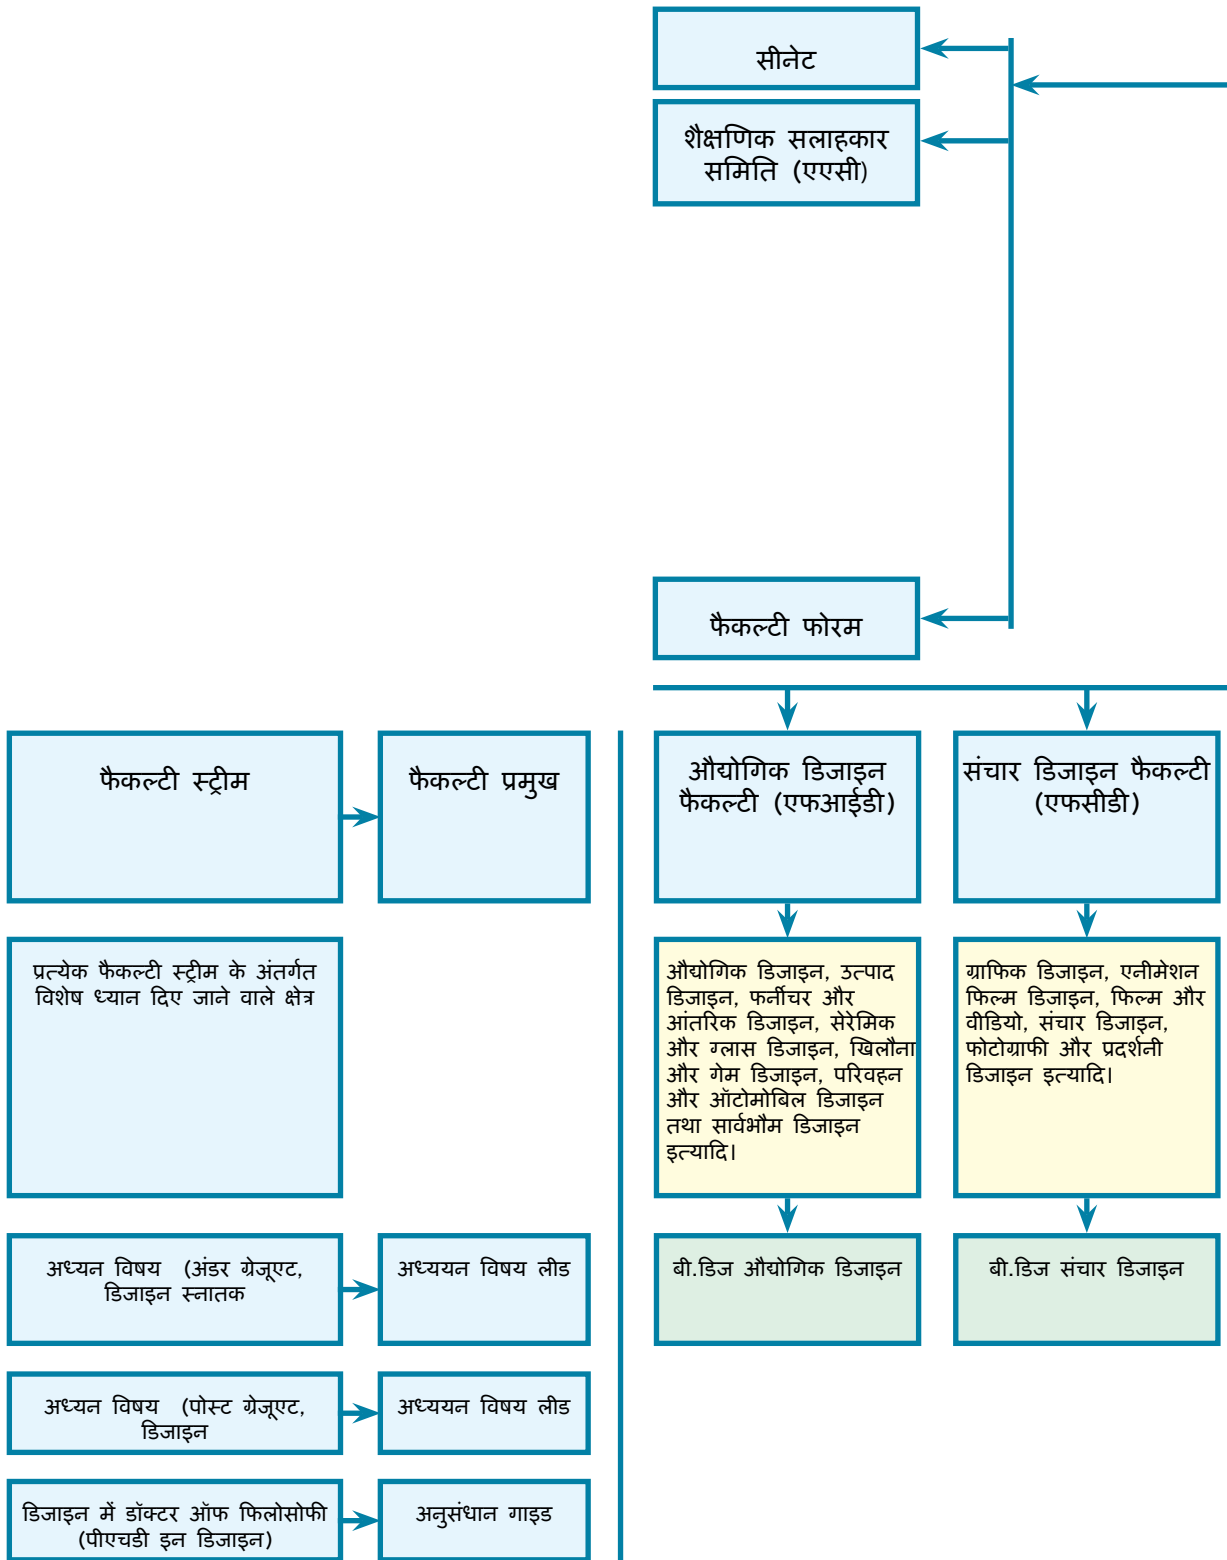 सीनेट
शैक्षणिक सलाहकार
समिति (एएसी)
फैकल्टी फोरम
फैकल्टी स्ट्रीम
फैकल्टी प्रमुख
औद्योगिक डिजाइन
फैकल्टी (एफआईडी)
संचार डिजाइन फैकल्टी
(एफसीडी)
प्रत्येक फैकल्टी स्ट्रीम के अंतर्गत
विशेष ध्यान दिए जाने वाले क्षेत्र
औद्योगिक डिजाइन, उत्पाद
डिजाइन, फर्नीचर और
आंतरिक डिजाइन, सेरेमिक
और ग्लास डिजाइन, खिलौना
और गेम डिजाइन, परिवहन
और ऑटोमोबिल डिजाइन
तथा सार्वभौम डिजाइन
इत्यादि।
ग्राफिक डिजाइन, एनीमेशन
फिल्म डिजाइन, फिल्म और
वीडियो, संचार डिजाइन,
फोटोग्राफी और प्रदर्शनी
डिजाइन इत्यादि।
अध्यन विषय (अंडर ग्रेजूएट,
डिजाइन स्नातक
अध्ययन विषय लीड
बी.डिज औद्योगिक डिजाइन
बी.डिज संचार डिजाइन
अध्यन विषय (पोस्ट ग्रेजूएट,
डिजाइन
अध्ययन विषय लीड
डिजाइन में डॉक्टर ऑफ फिलोसोफी
(पीएचडी इन डिजाइन)
अनुसंधान गाइड